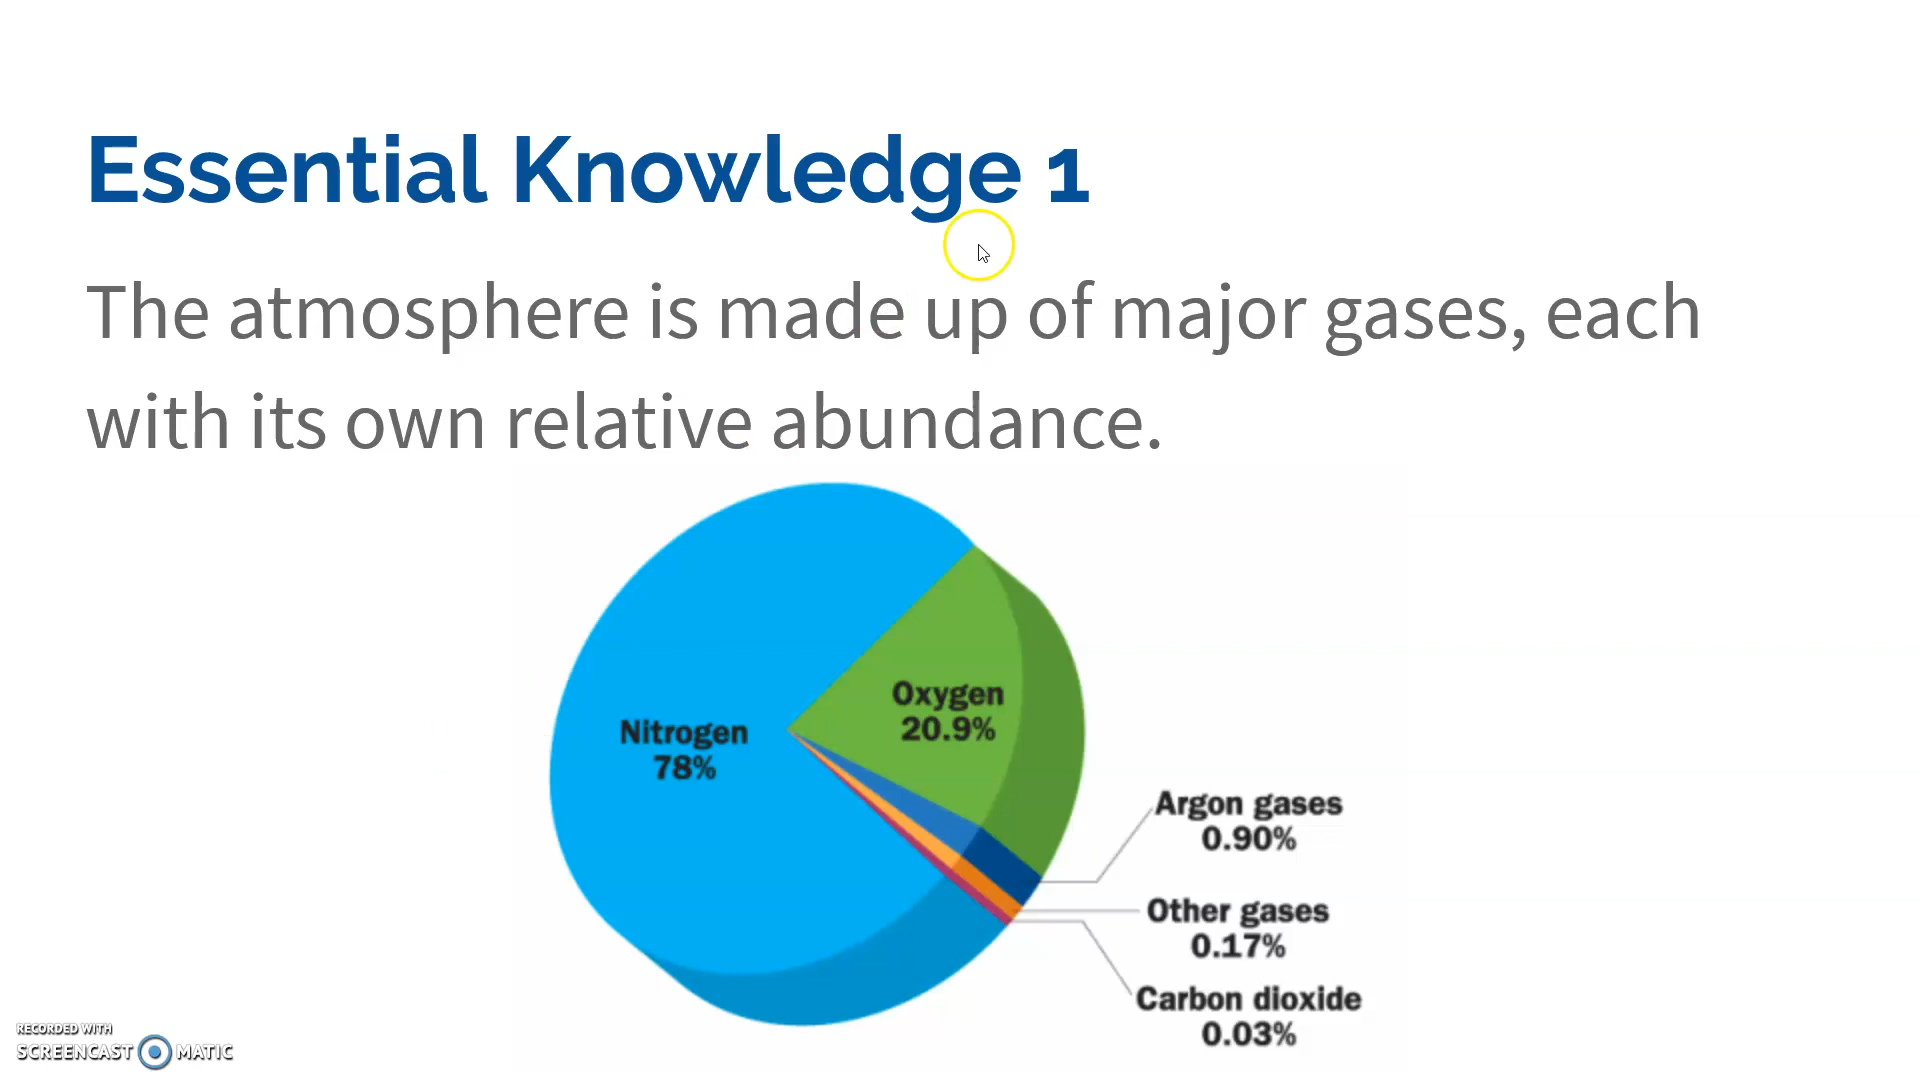 Essential Knowledge 1
The atmosphere is made up of major gases, each
with its own relative abundance.
Oxygen
20.9%
Nitrogen
78%
Argon gases
0.90%
Other gases
0.17%
Carbon dioxide
0.03%
RECORDED WITH
SCREENCAST MATIC